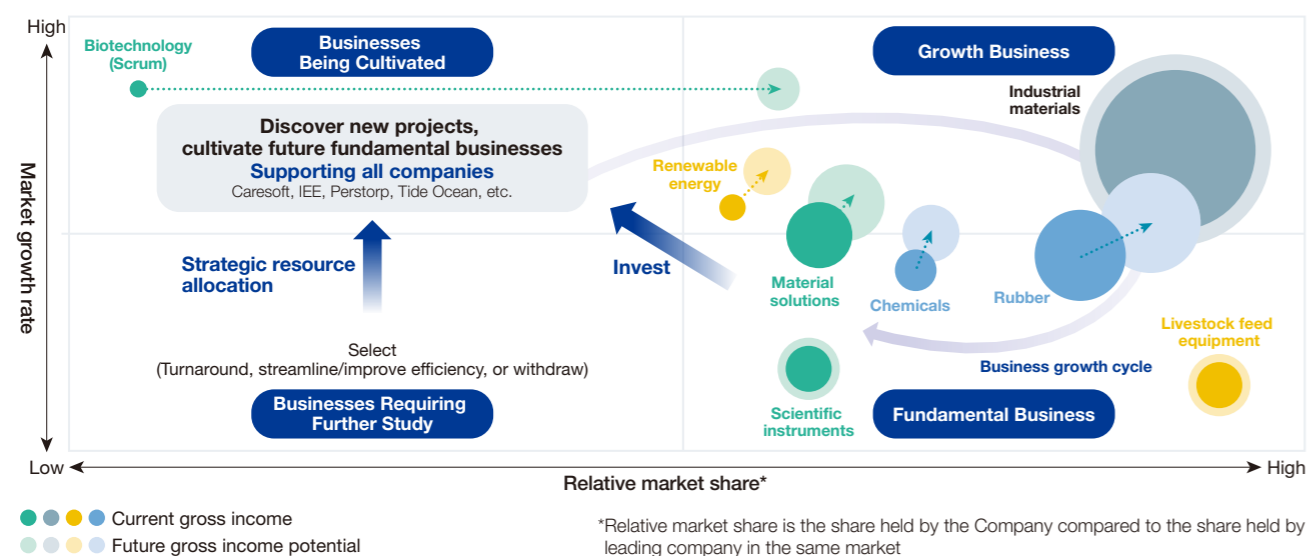 High
Biotechnology
(Scrum)
Businesses
Being Cultivated
Growth Business
Industrial
materials
Discover new projects,
cultivate future fundamental businesses
Supporting all companies
Caresoft, IEE, Perstorp, Tide Ocean, etc.
Renewable
energy
Market growth rate
Strategic resource
allocation
Invest
Material
solutions
Chemicals
Rubber
Livestock feed
equipment
Select
(Turnaround, streamline/improve efficiency, or withdraw)
Business growth cycle
Businesses Requiring
Further Study
Scientific
instruments
Fundamental Business
Low
High
Relative market share*
Current gross income
Future gross income potential
*Relative market share is the share held by the Company compared to the share held by
leading company in the same market